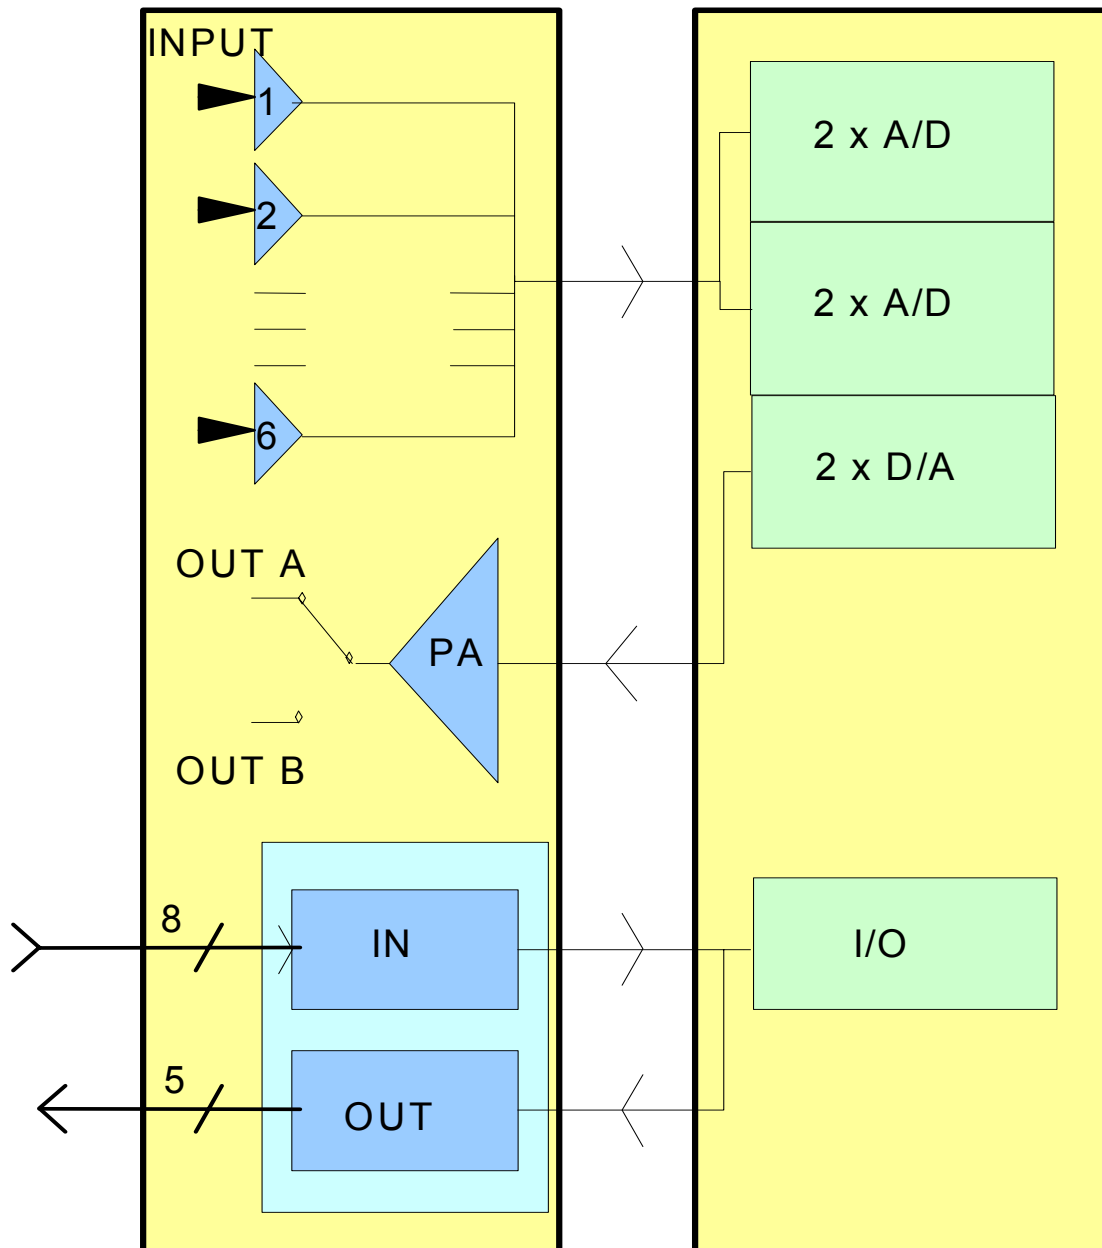 INPUT
1
2
6
OUT A
PA
OUT B
8
IN
5
OUT
2 x A/D
2 x A/D
2 x D/A
I/O